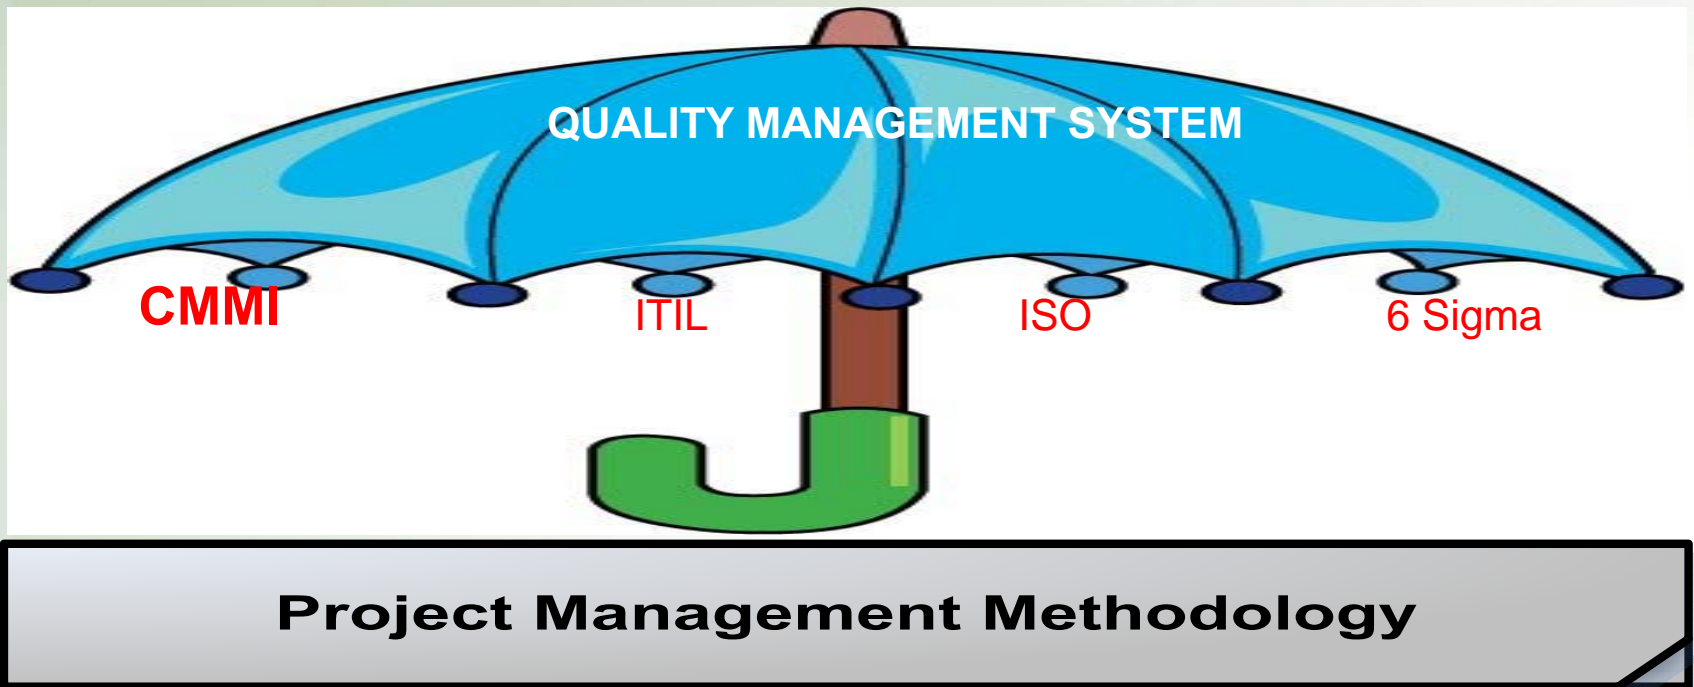 QUALITY MANAGEMENT SYSTEM
CMMI ITIL ISO 6 Sigma
Project Management Methodology